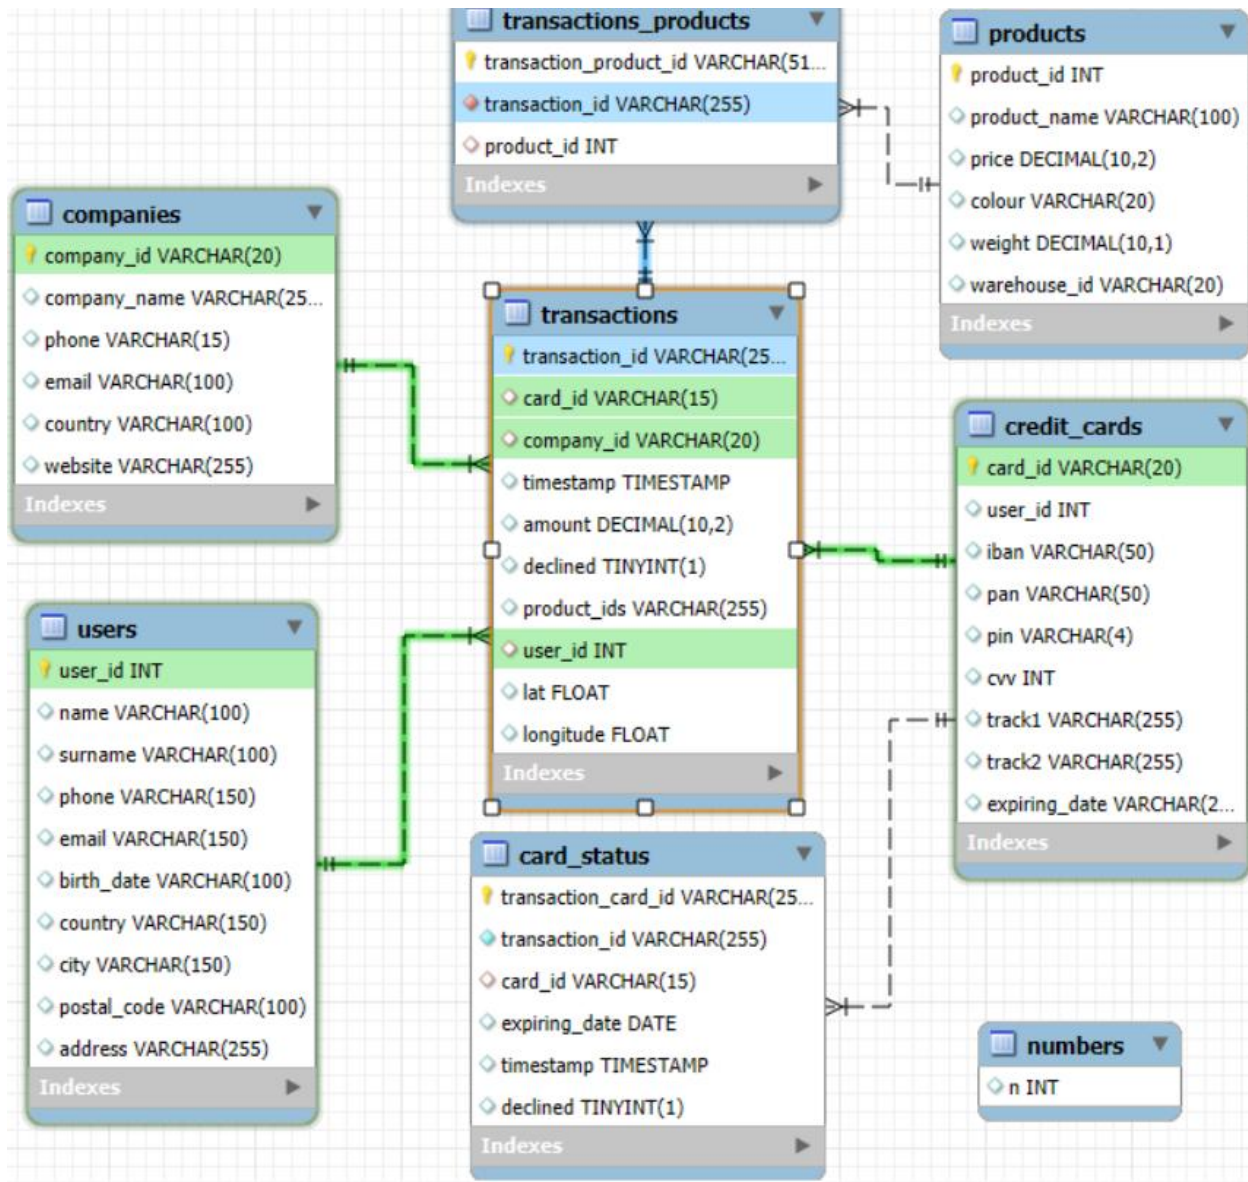 transactions_products
transaction_product_id VARCHAR(51...
transaction_id VARCHAR(255)
product_id INT
Indexes
products
product_id INT
product_name VARCHAR(100)
price DECIMAL(10,2)
colour VARCHAR(20)
weight DECIMAL(10,1)
warehouse_id VARCHAR(20)
Indexes
companies
company_id VARCHAR(20)
company_name VARCHAR(25...
phone VARCHAR(15)
email VARCHAR(100)
country VARCHAR(100)
website VARCHAR(255)
Indexes
transactions
transaction_id VARCHAR(25...
card_id VARCHAR(15)
company_id VARCHAR(20)
timestamp TIMESTAMP
amount DECIMAL(10,2)
declined TINYINT(1)
product_ids VARCHAR(255)
user_id INT
lat FLOAT
longitude FLOAT
Indexes
credit_cards
card_id VARCHAR(20)
user_id INT
iban VARCHAR(50)
pan VARCHAR(50)
pin VARCHAR(4)
cvv INT
track1 VARCHAR(255)
track2 VARCHAR(255)
expiring_date VARCHAR(2...
Indexes
users
user_id INT
name VARCHAR(100)
surname VARCHAR(100)
phone VARCHAR(150)
email VARCHAR(150)
birth_date VARCHAR(100)
country VARCHAR(150)
city VARCHAR(150)
postal_code VARCHAR(100)
address VARCHAR(255)
Indexes
card_status
transaction_card_id VARCHAR(25...
transaction_id VARCHAR(255)
card_id VARCHAR(15)
expiring_date DATE
timestamp TIMESTAMP
declined TINYINT(1)
Indexes
numbers
n INT